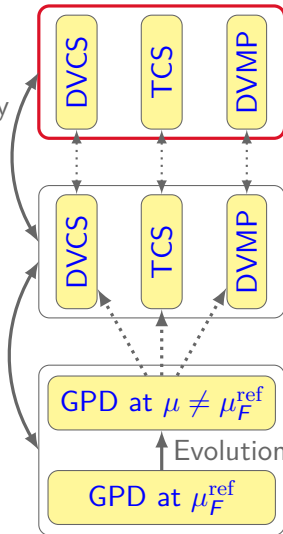 DVCS TCS DVMP
y
DVCS TCS DVMP
GPD at μ ≠ μ_F^ref
Evolution
GPD at μ_F^ref